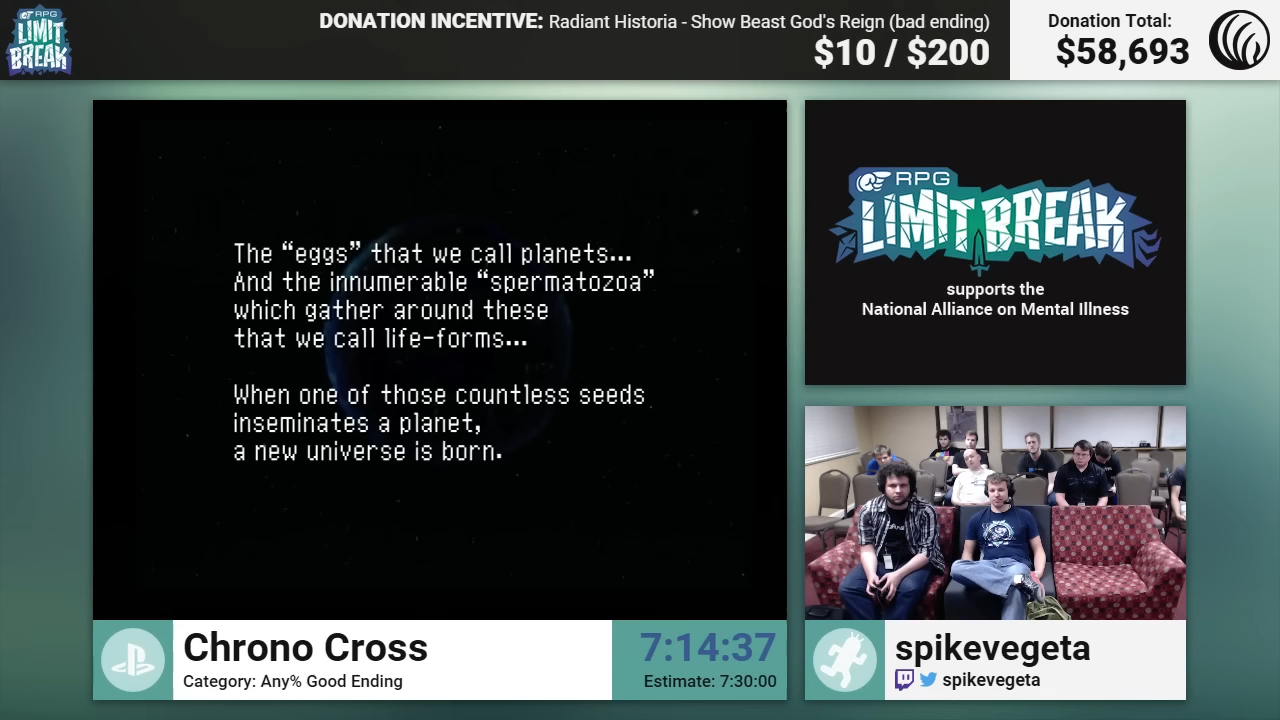 RPG
LIMIT
BREAK
DONATION INCENTIVE: Radiant Historia - Show Beast God's Reign (bad ending)
$10 / $200
Donation Total:
$58,693
The “eggs” that we call planets...
And the innumerable “spermatozoa”
which gather around these
that we call life-forms...
When one of those countless seeds
inseminates a planet,
a new universe is born.
RPG
LIMIT BREAK
supports the
National Alliance on Mental Illness
Chrono Cross
Category: Any% Good Ending
7:14:37
Estimate: 7:30:00
spikevegeta
spikevegeta